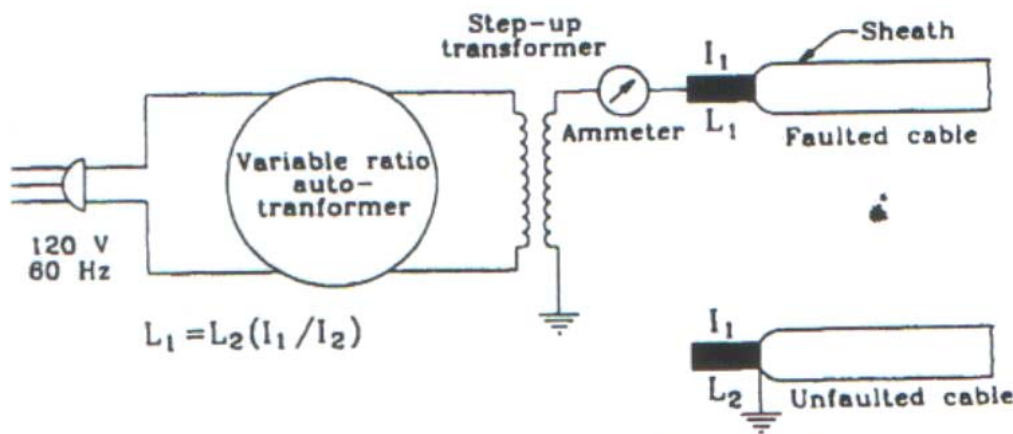 Step-up
transformer
Sheath
I₁
L₁
Ammeter
Faulted cable
Variable ratio
auto-
tranformer
120 V
60 Hz
L₁ =L₂(I₁/I₂)
I₁
L₂
Unfaulted cable